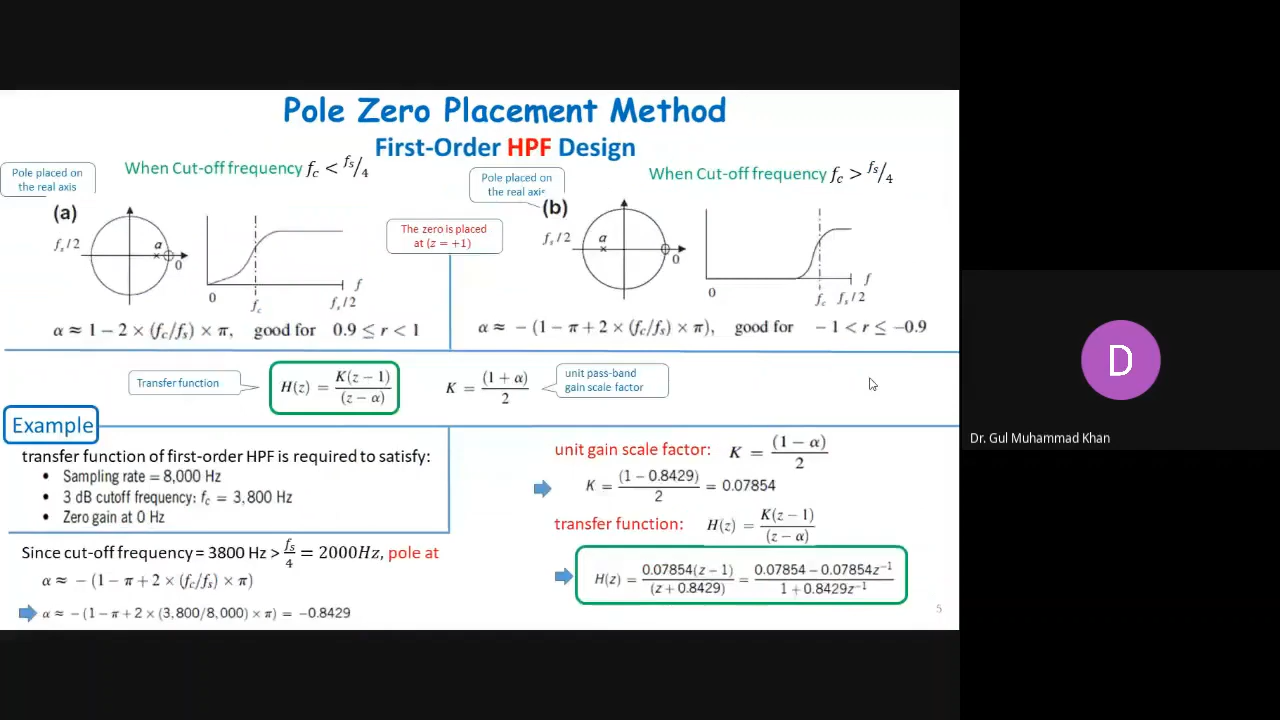 Pole Zero Placement Method
First-Order HPF Design
Pole placed on
the real axis
When Cut-off frequency f_c < f_s/4
(a)
f_s/2
α
0
0
f_c
f_s/2
f
α ≈ 1 − 2 × (f_c/f_s) × π, good for 0.9 ≤ r < 1
The zero is placed
at (z = +1)
Pole placed on
the real axis
When Cut-off frequency f_c > f_s/4
(b)
f_s/2
α
0
0
f_c f_s/2
f
α ≈ − (1 − π + 2 × (f_c/f_s) × π), good for − 1 < r ≤ −0.9
Transfer function
H(z) = K(z − 1)/(z − α)
K = (1 + α)/2
unit pass-band
gain scale factor
Example
transfer function of first-order HPF is required to satisfy:
• Sampling rate = 8,000 Hz
• 3 dB cutoff frequency: f_c = 3,800 Hz
• Zero gain at 0 Hz
Since cut-off frequency = 3800 Hz > f_s/4 = 2000Hz, pole at
α ≈ − (1 − π + 2 × (f_c/f_s) × π)
α ≈ − (1 − π + 2 × (3,800/8,000) × π) = −0.8429
unit gain scale factor: K = (1 − α)/2
K = (1 − 0.8429)/2 = 0.07854
transfer function: H(z) = K(z − 1)/(z − α)
H(z) = 0.07854(z − 1)/(z + 0.8429) = 0.07854 − 0.07854z⁻¹/1 + 0.8429z⁻¹
5
D
Dr. Gul Muhammad Khan